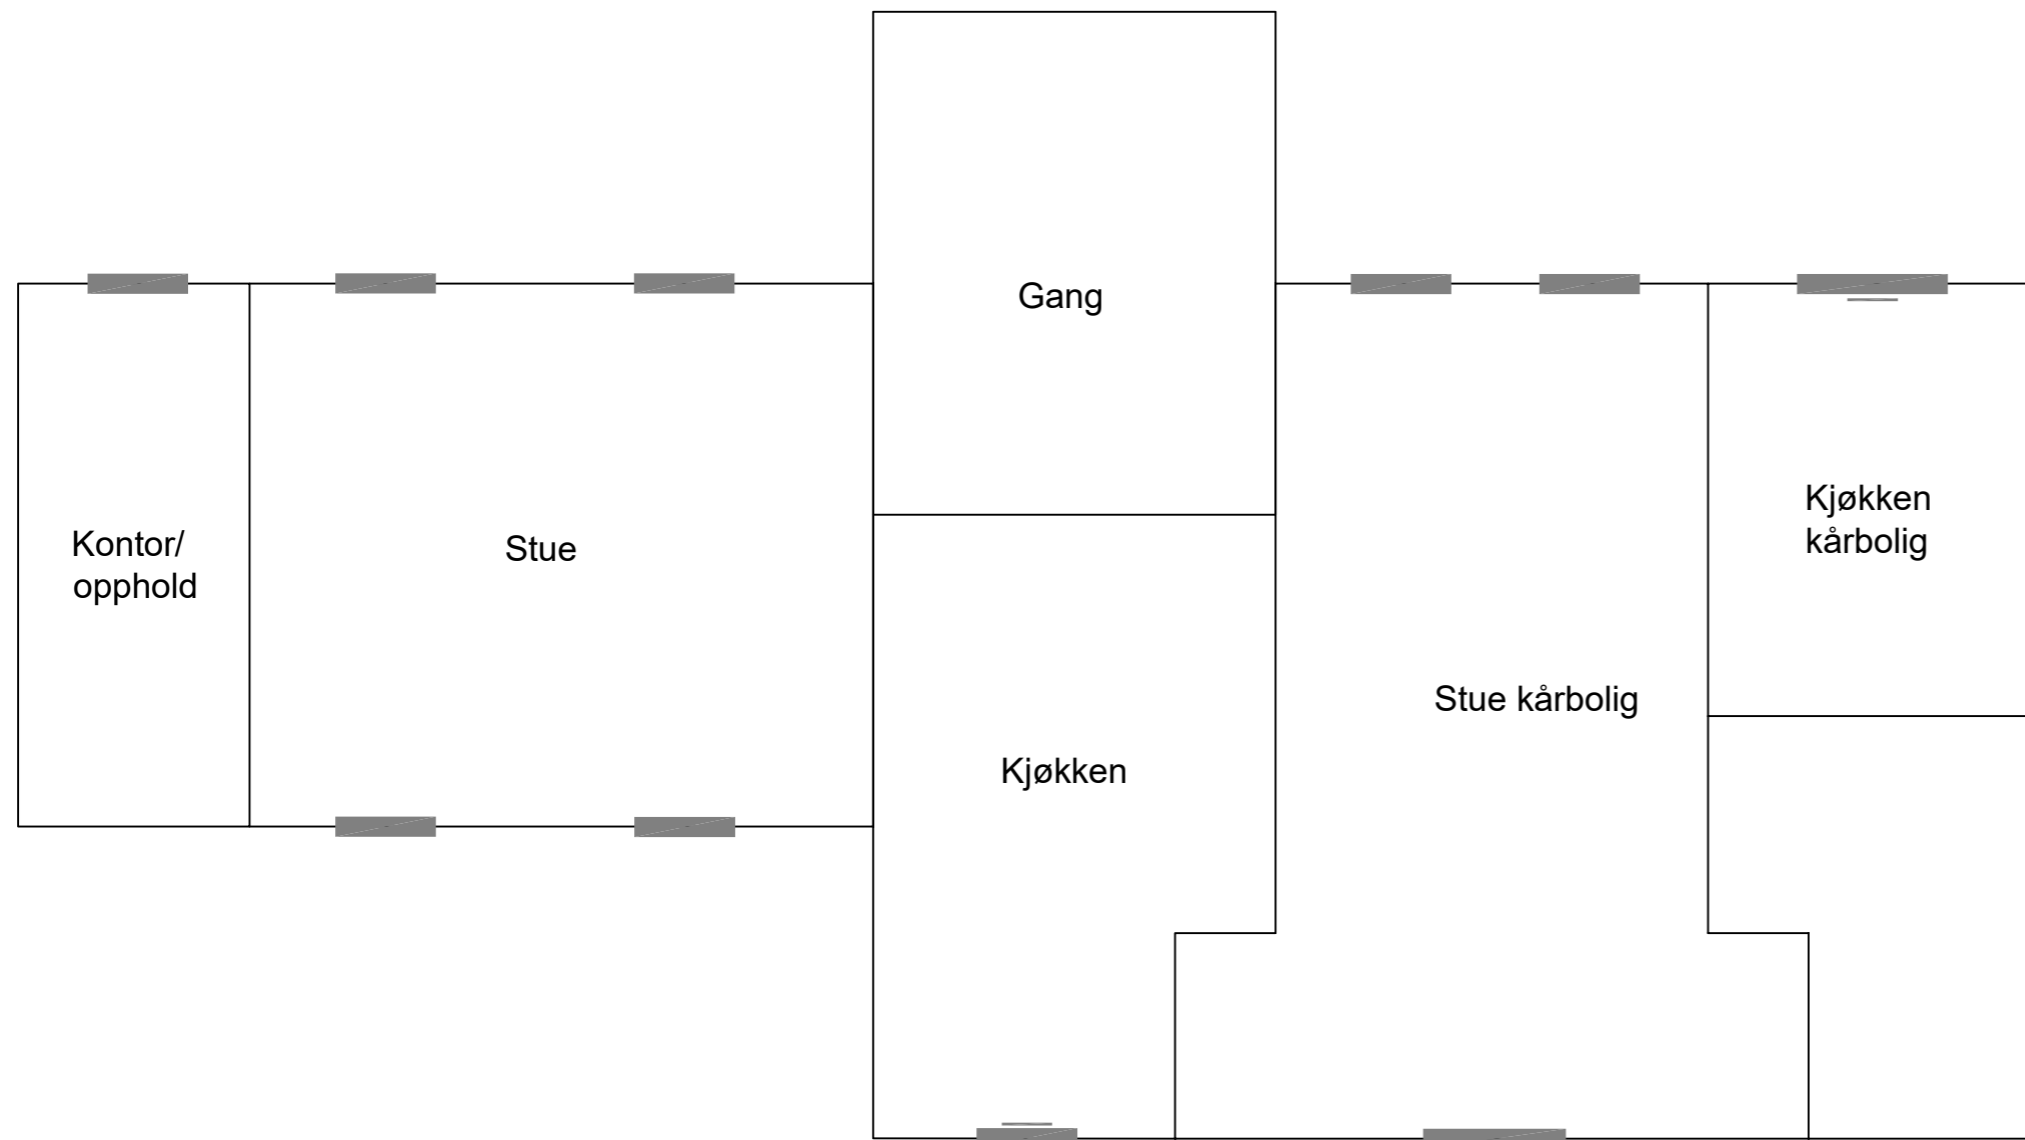 Gang
Kontor/
opphold
Stue
Kjøkken
kårbolig
Stue kårbolig
Kjøkken